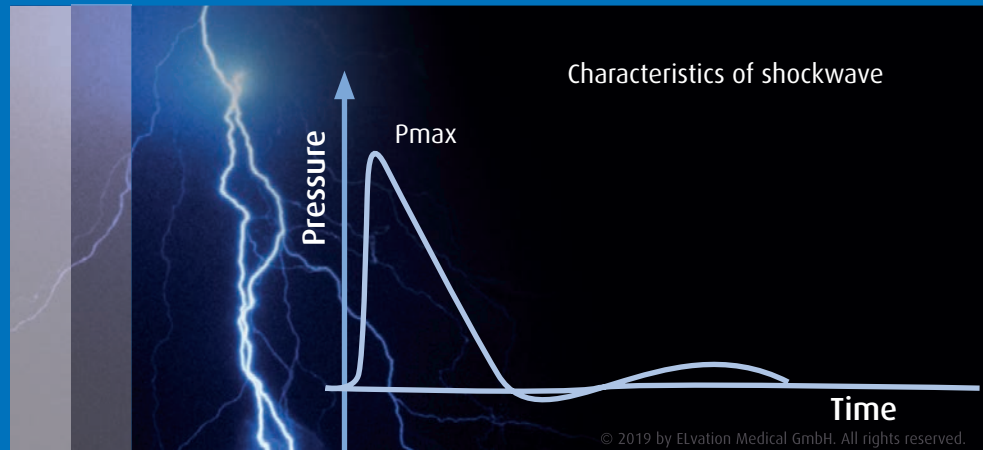 Characteristics of shockwave
Pmax
Pressure
Time
© 2019 by ELvation Medical GmbH. All rights reserved.